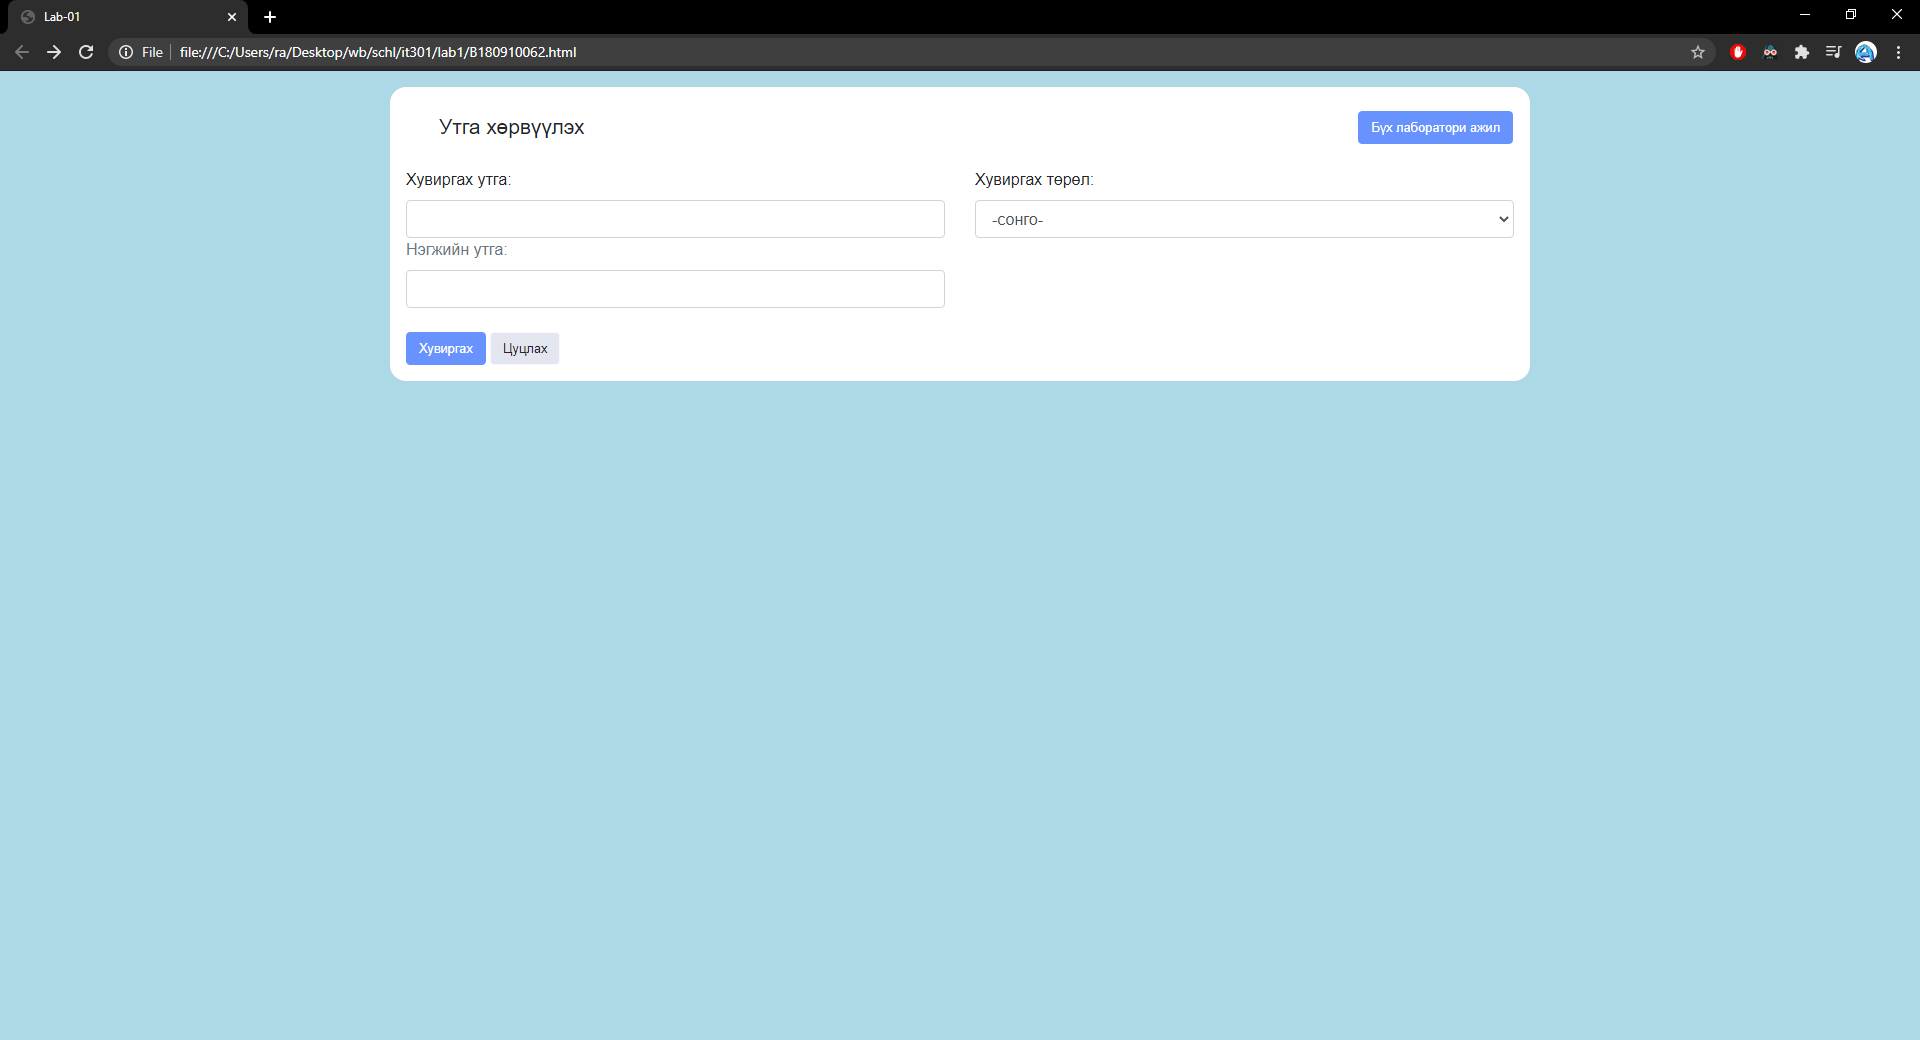 Lab-01
File file:///C:/Users/ra/Desktop/wb/schl/it301/lab1/B180910062.html
Утга хөрвүүлэх
Бүх лаборатори ажил
Хувиргах утга:
Хувиргах төрөл:
-сонго-
Нэгжийн утга:
Хувиргах
Цуцлах